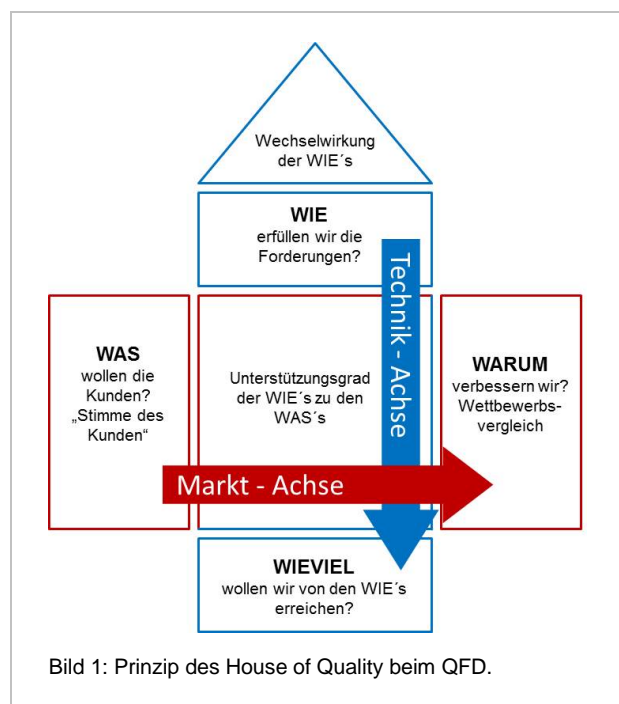 Wechselwirkung
der WIE´s
WIE
erfüllen wir die
Forderungen?
Technik - Achse
WAS
wollen die
Kunden?
„Stimme des
Kunden“
Unterstützungsgrad
der WIE´s zu den
WAS´s
WARUM
verbessern wir?
Wettbewerbs-
vergleich
Markt - Achse
WIEVIEL
wollen wir von den WIE´s
erreichen?
Bild 1: Prinzip des House of Quality beim QFD.